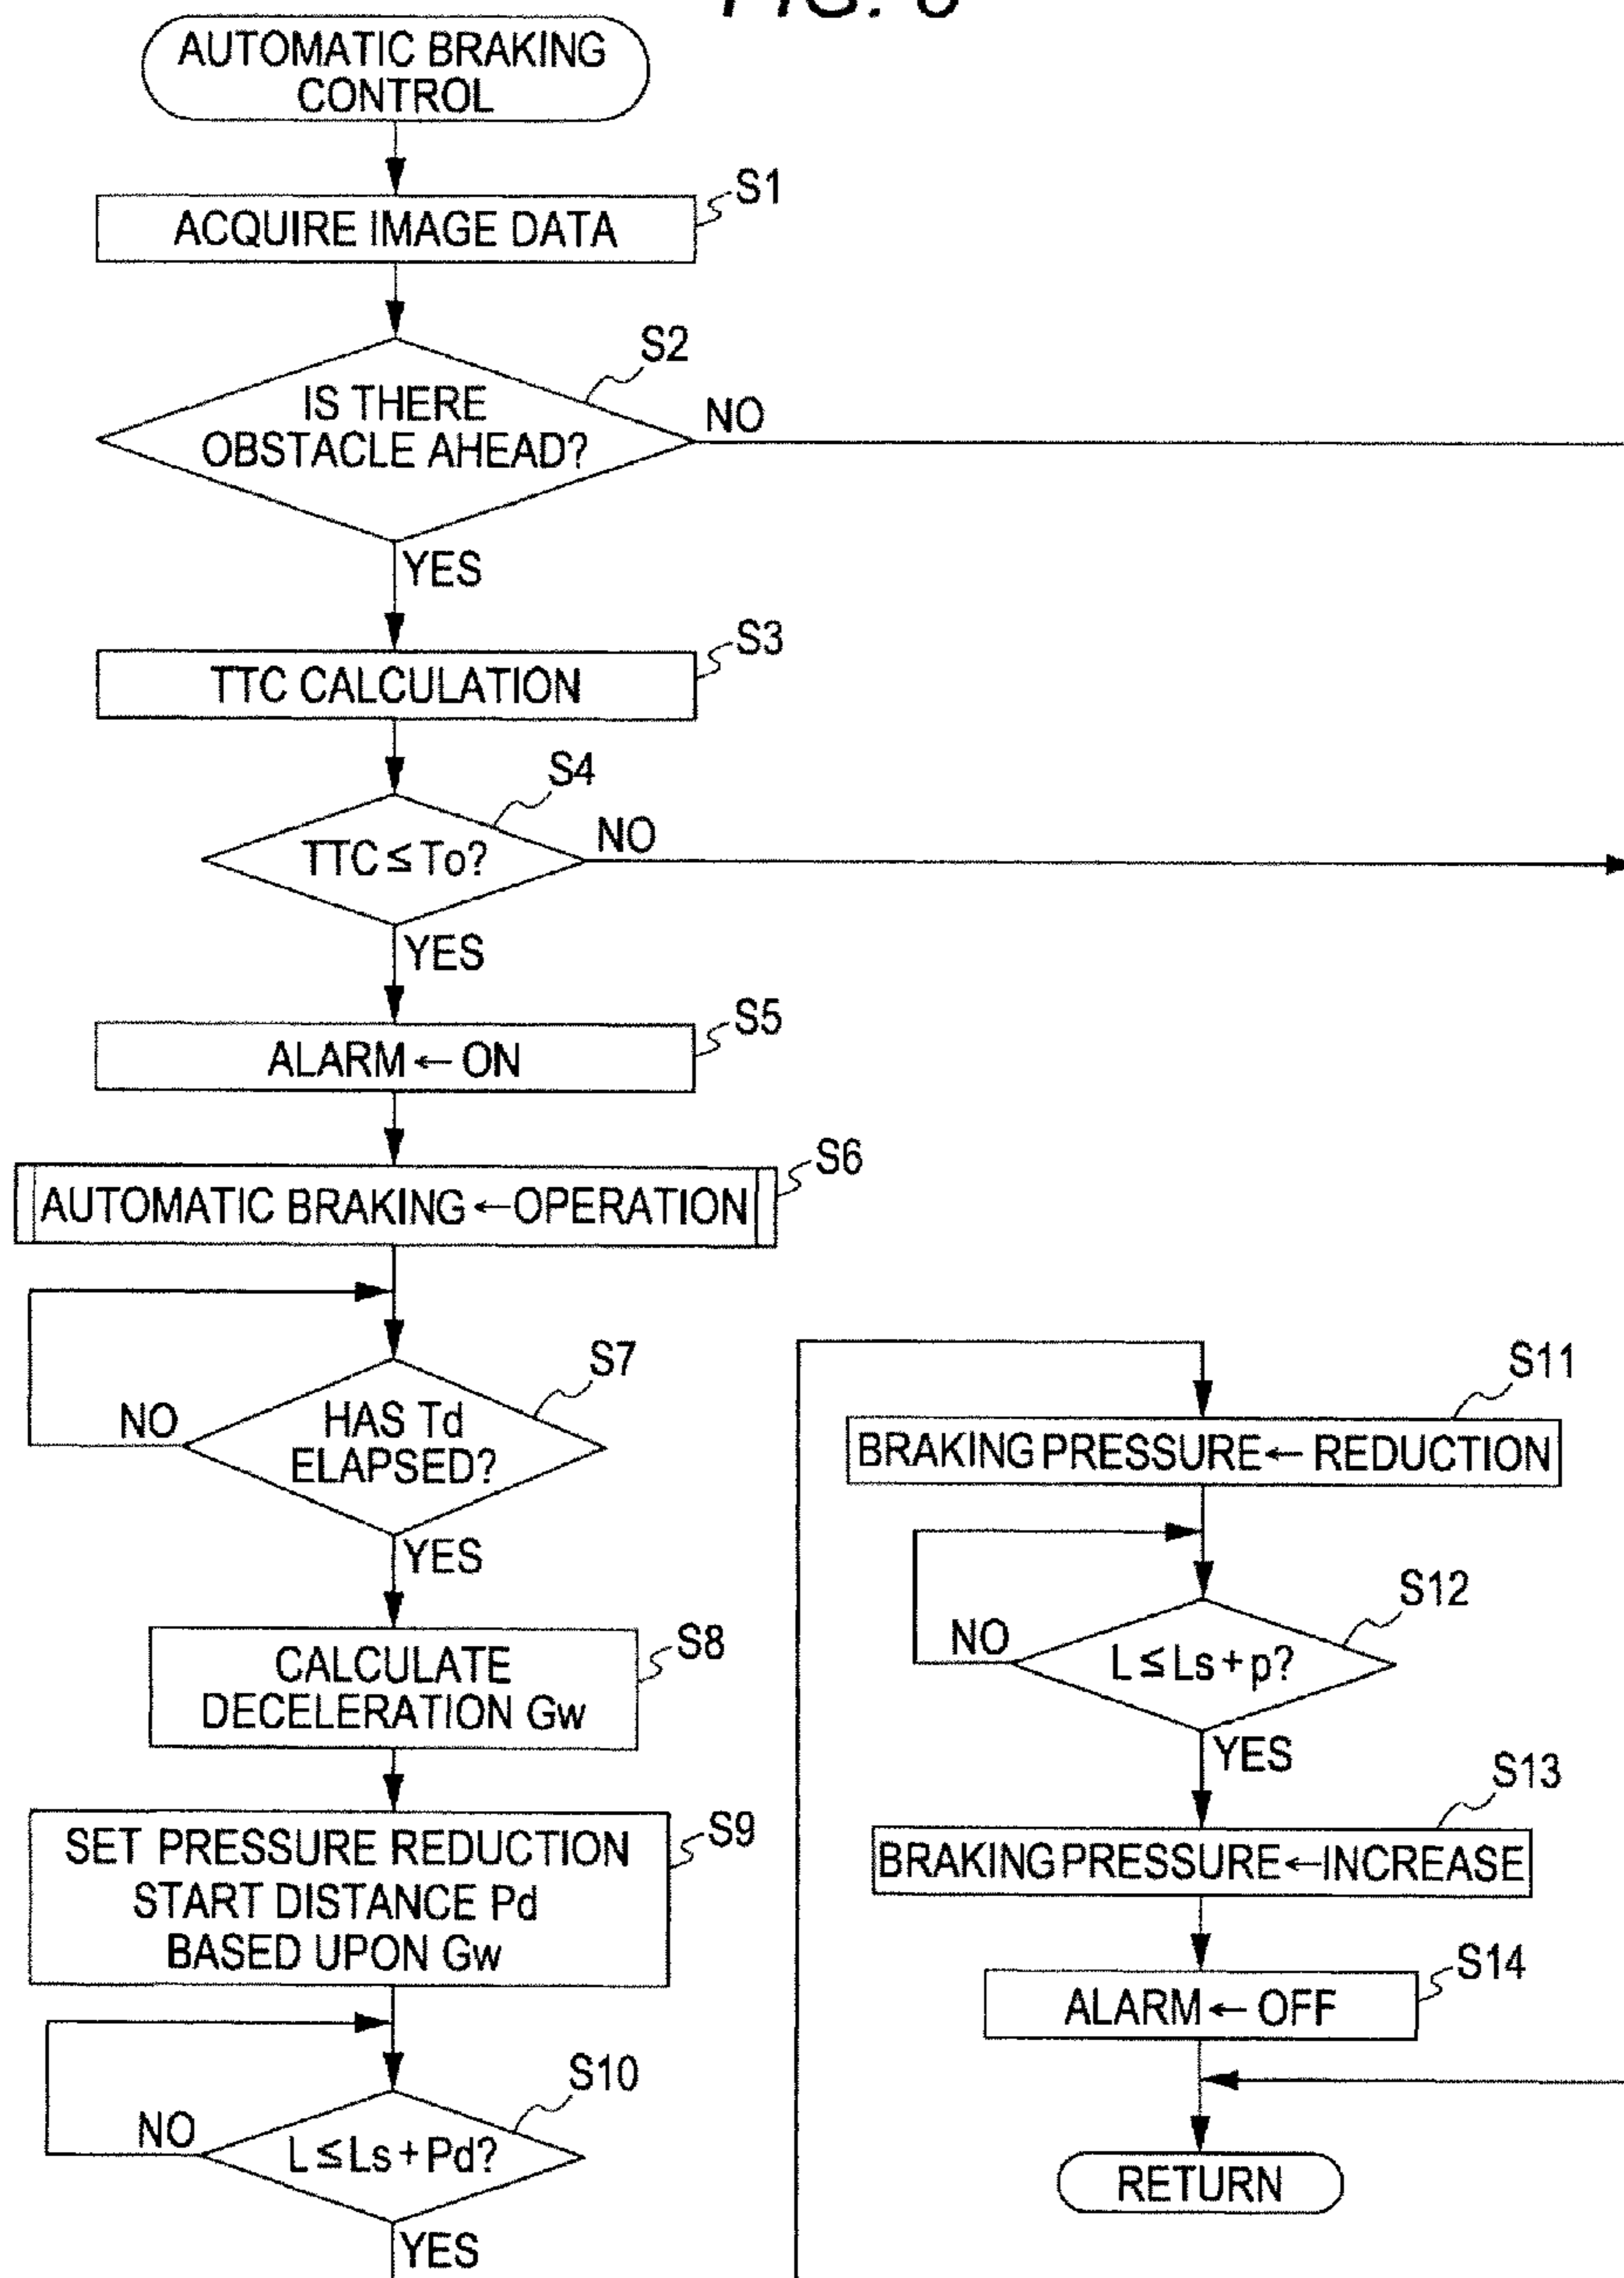 AUTOMATIC BRAKING
CONTROL
S1
ACQUIRE IMAGE DATA
S2
IS THERE
OBSTACLE AHEAD?
NO
YES
S3
TTC CALCULATION
S4
TTC ≤ To?
NO
YES
S5
ALARM ← ON
S6
AUTOMATIC BRAKING ← OPERATION
S7
HAS Td
ELAPSED?
NO
YES
S8
CALCULATE
DECELERATION Gw
S9
SET PRESSURE REDUCTION
START DISTANCE Pd
BASED UPON Gw
S10
L ≤ Ls + Pd?
NO
YES
S11
BRAKING PRESSURE ← REDUCTION
S12
L ≤ Ls + p?
NO
YES
S13
BRAKING PRESSURE ← INCREASE
S14
ALARM ← OFF
RETURN